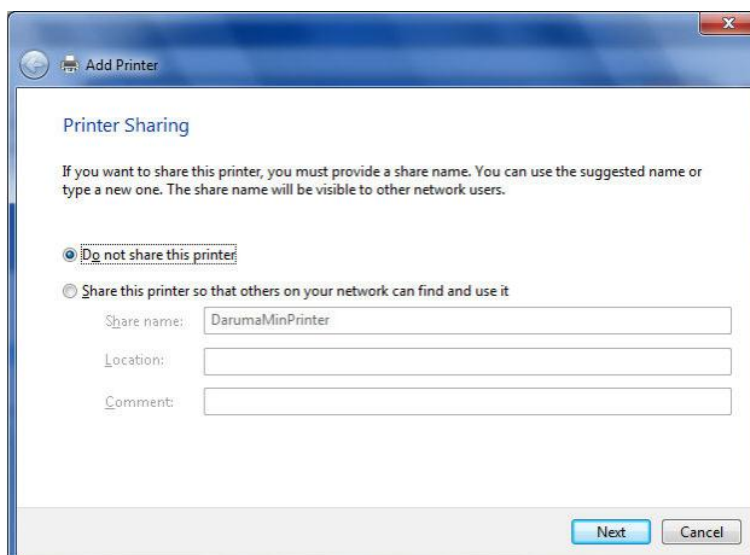 Add Printer
Printer Sharing
If you want to share this printer, you must provide a share name. You can use the suggested name or
type a new one. The share name will be visible to other network users.
Do not share this printer
Share this printer so that others on your network can find and use it
Share name: DarumaMinPrinter
Location:
Comment:
Next Cancel